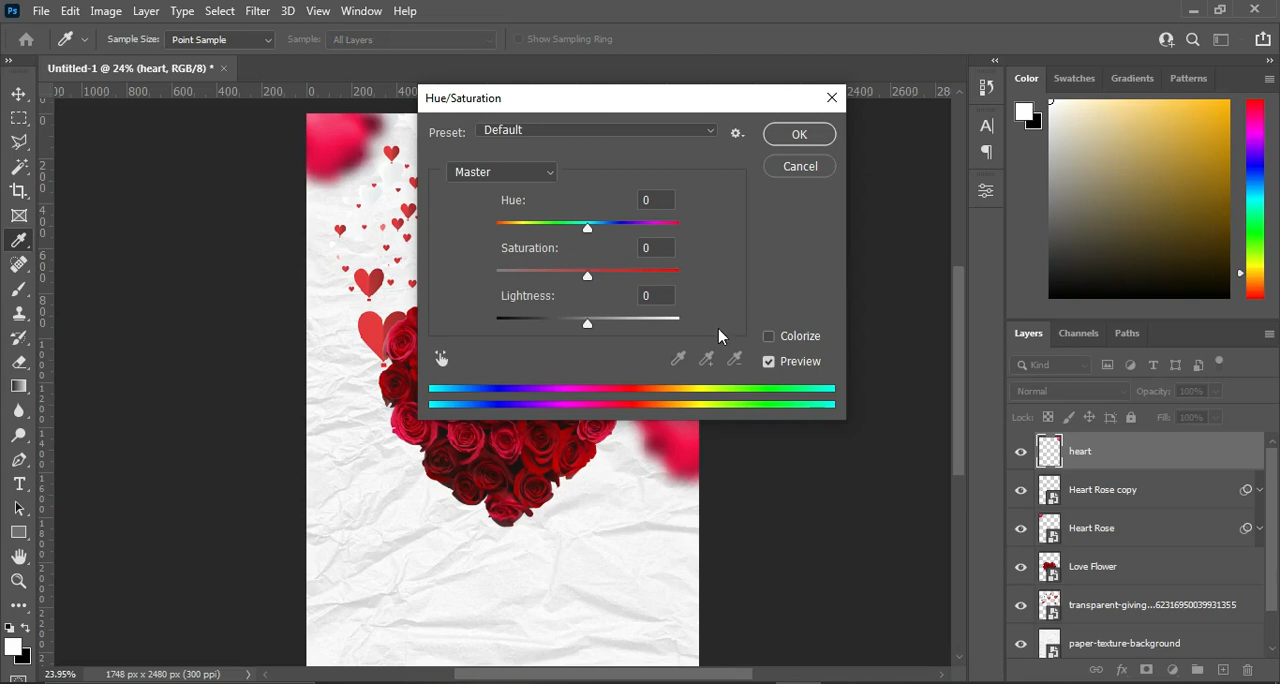 Ps File Edit Image Layer Type Select Filter 3D View Window Help
Sample Size: Point Sample Sample: All Layers Show Sampling Ring
Untitled-1 @ 24% (heart, RGB/8) * ×
Hue/Saturation
Preset: Default
OK
Cancel
Master
Hue: 0
Saturation: 0
Lightness: 0
Colorize
Preview
Color Swatches Gradients Patterns
Layers Channels Paths
Kind
Normal Opacity: 100%
Lock: Fill: 100%
heart
Heart Rose copy
Heart Rose
Love Flower
transparent-giving...62316950039931355
paper-texture-background
23.95% 1748 px x 2480 px (300 ppi)